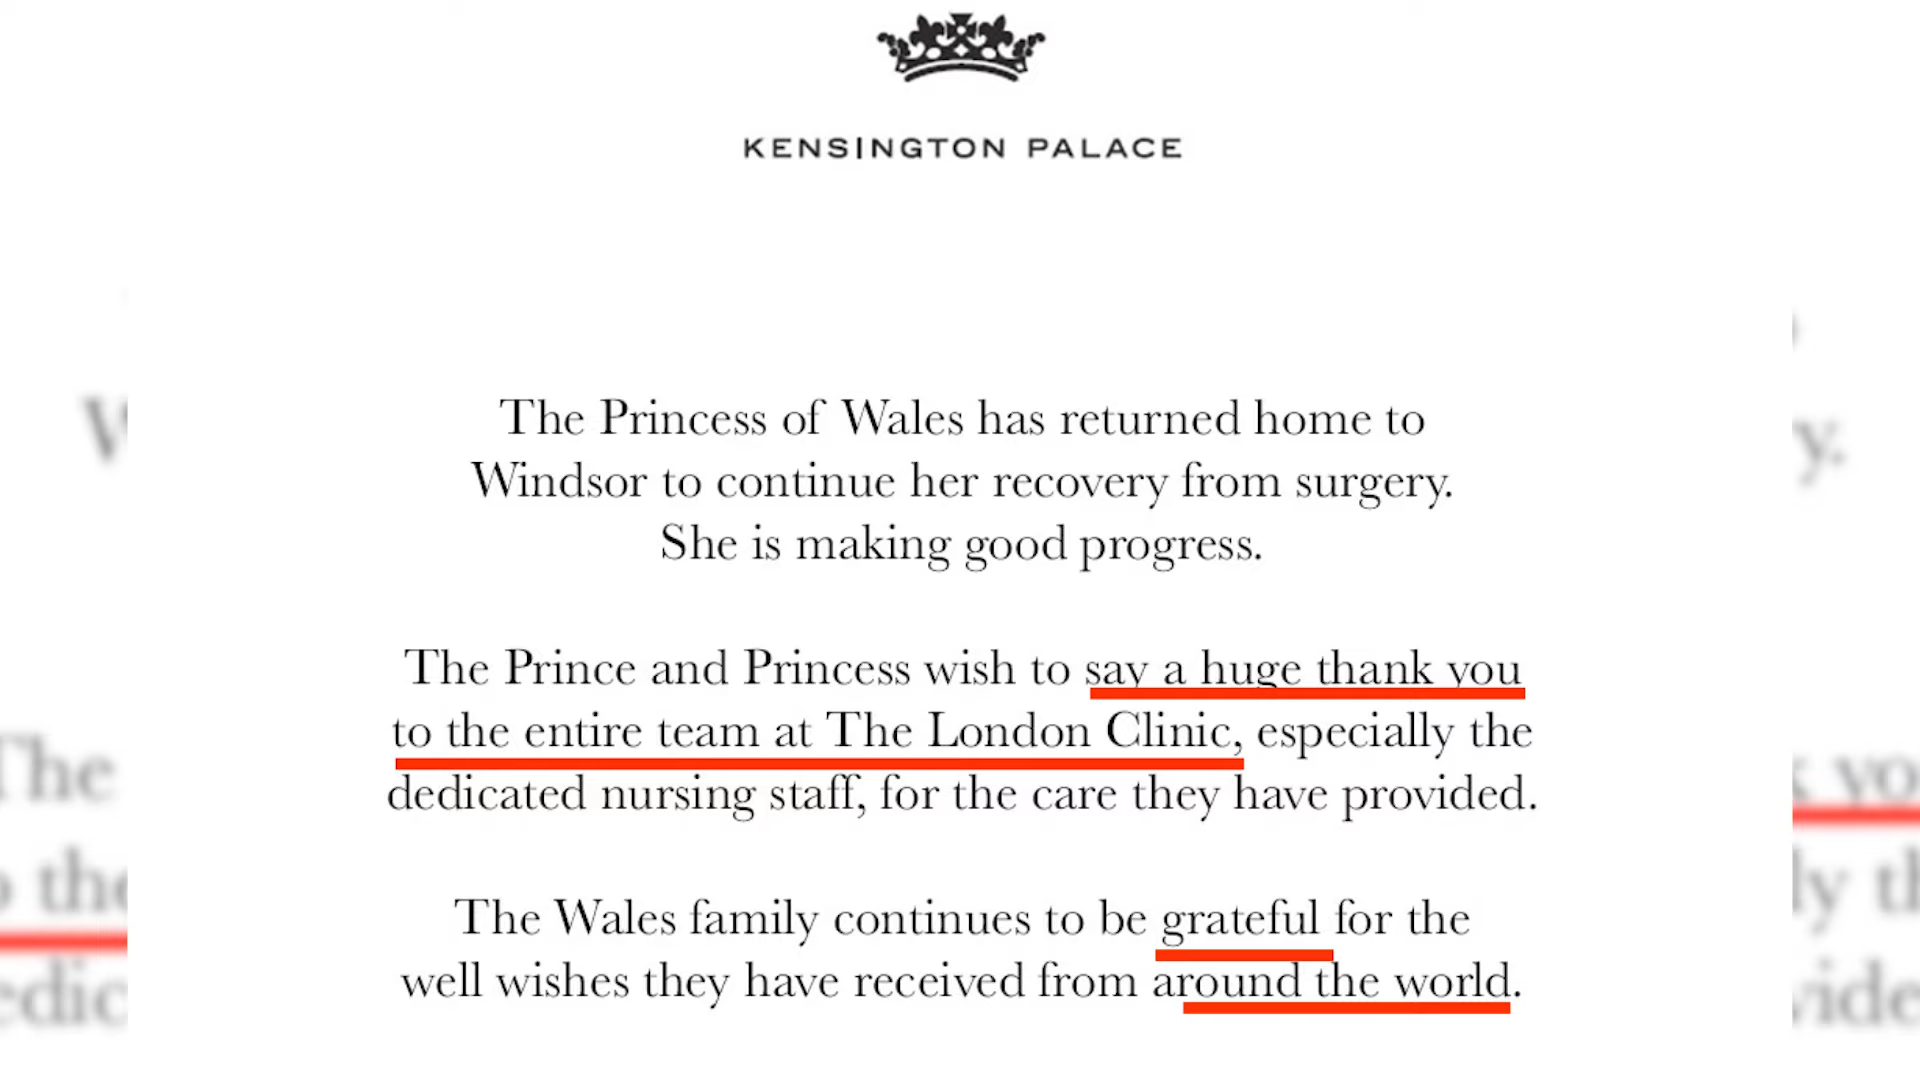 KENSINGTON PALACE
The Princess of Wales has returned home to
Windsor to continue her recovery from surgery.
She is making good progress.
The Prince and Princess wish to say a huge thank you
to the entire team at The London Clinic, especially the
dedicated nursing staff, for the care they have provided.
The Wales family continues to be grateful for the
well wishes they have received from around the world.